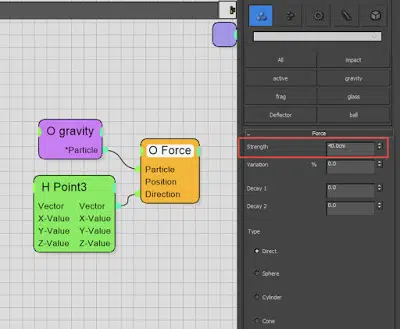 O gravity
*Particle
O Force
Particle
Position
Direction
H Point3
Vector Vector
X-Value X-Value
Y-Value Y-Value
Z-Value Z-Value
All impact
active gravity
frag glass
Deflector ball
- Force
Strength 40.0cm
Variation % 0.0
Decay 1 0.0
Decay 2 0.0
Type
Direct.
Sphere
Cylinder
Cone